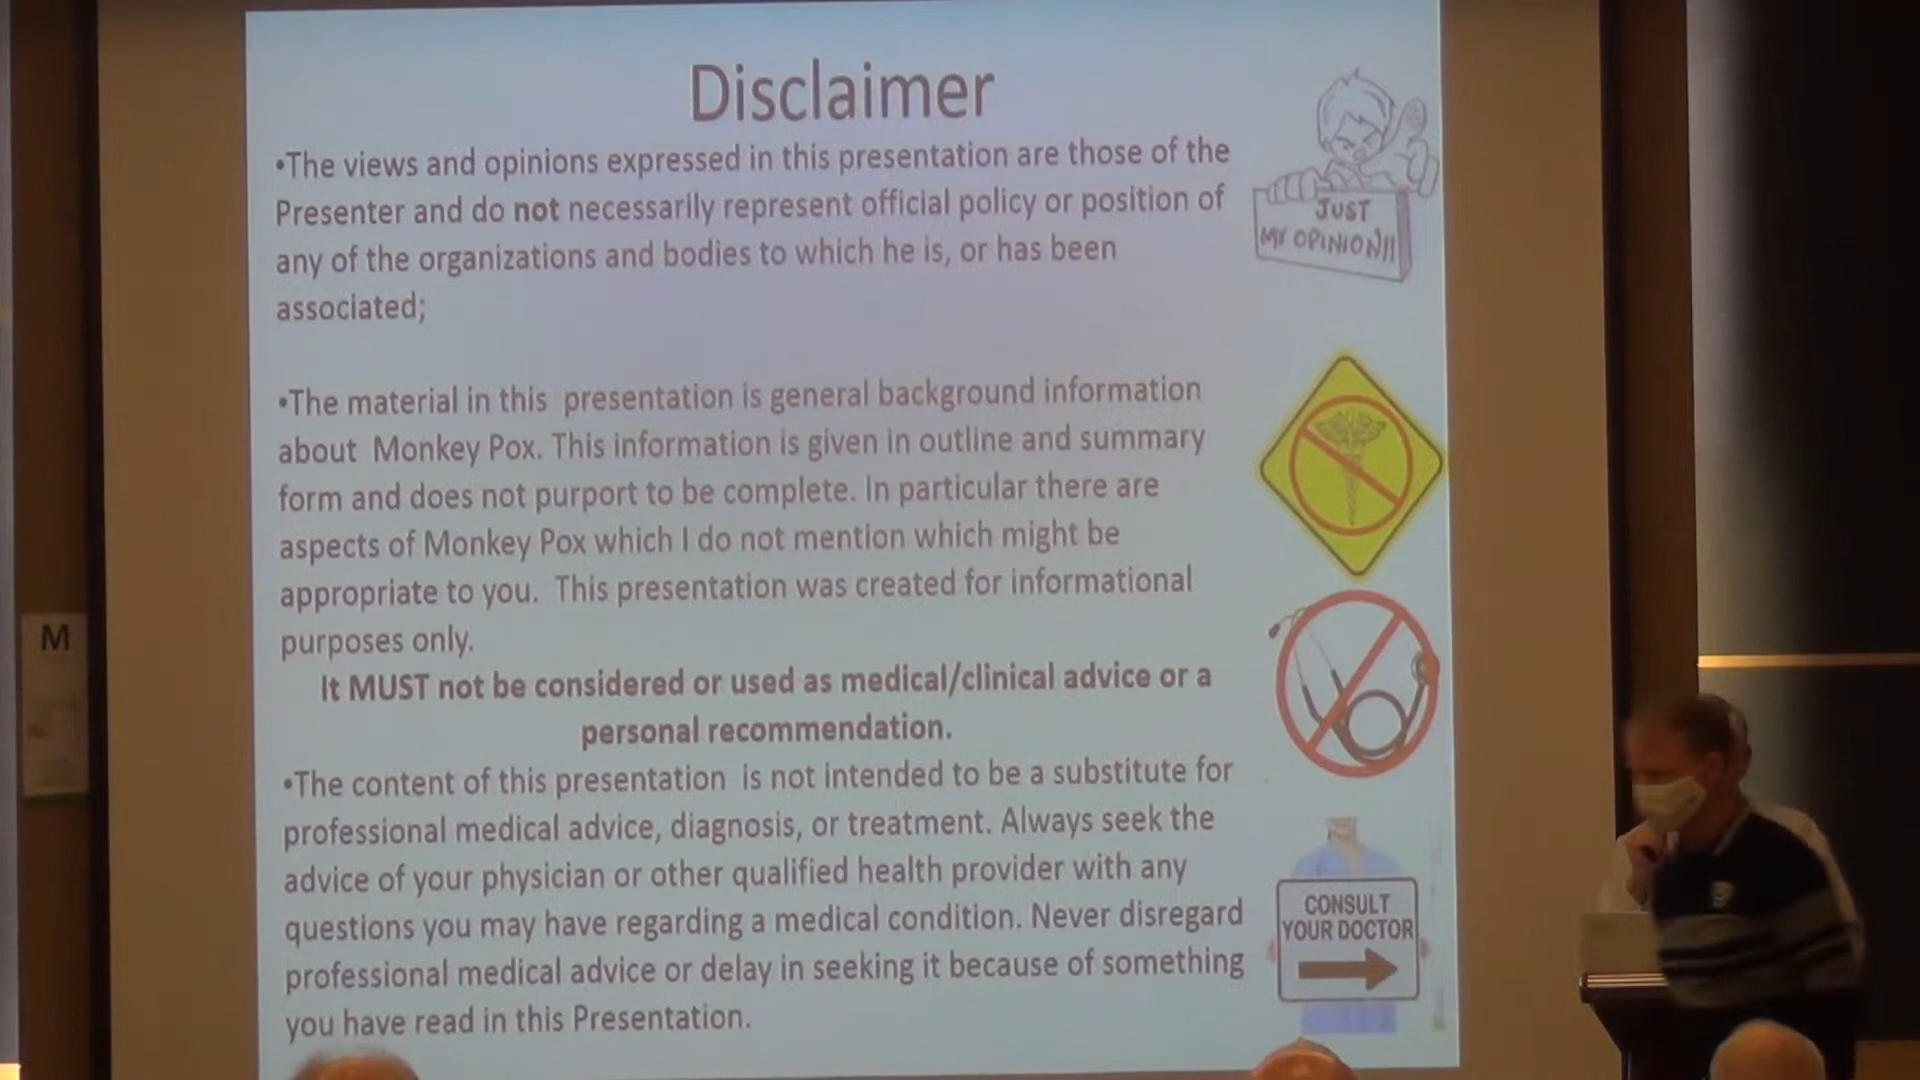 Disclaimer
•The views and opinions expressed in this presentation are those of the
Presenter and do not necessarily represent official policy or position of
any of the organizations and bodies to which he is, or has been
associated;
JUST
MY OPINION!!
•The material in this presentation is general background information
about Monkey Pox. This information is given in outline and summary
form and does not purport to be complete. In particular there are
aspects of Monkey Pox which I do not mention which might be
appropriate to you. This presentation was created for informational
purposes only.
It MUST not be considered or used as medical/clinical advice or a
personal recommendation.
•The content of this presentation is not intended to be a substitute for
professional medical advice, diagnosis, or treatment. Always seek the
advice of your physician or other qualified health provider with any
questions you may have regarding a medical condition. Never disregard
professional medical advice or delay in seeking it because of something
you have read in this Presentation.
CONSULT
YOUR DOCTOR
M